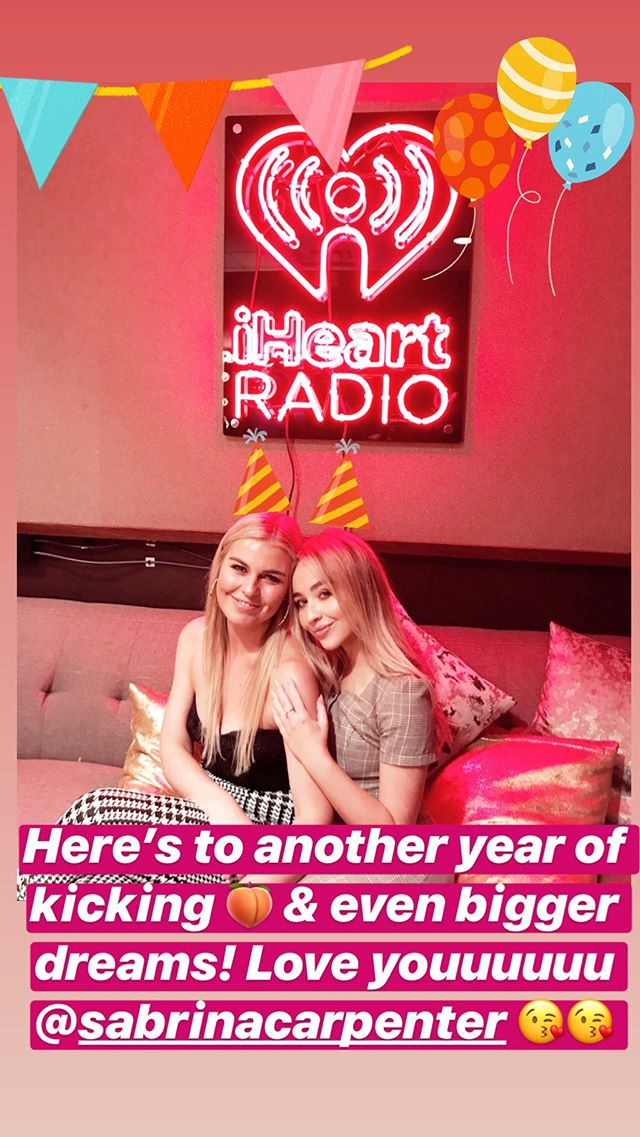 iHeart
RADIO
Here's to another year of
kicking 🍑 & even bigger
dreams! Love youuuuuu
@sabrinacarpenter 😘😘